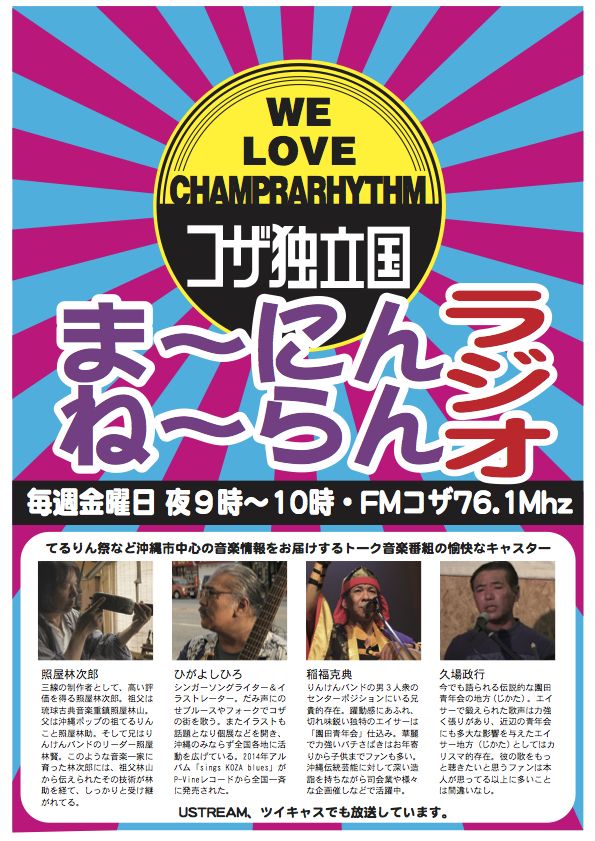 WE
LOVE
CHAMPRARHYTHM
コザ独立国
ま～にん
ね～らん
ラジオ
毎週金曜日 夜9時～10時・FMコザ76.1Mhz
てるりん祭など沖縄市中心の音楽情報をお届けするトーク音楽番組の愉快なキャスター
照屋林次郎
三線の制作者として、高い評
価を得る照屋林次郎。祖父は
琉球古典音楽重鎮照屋林山。
父は沖縄ポップの祖てるりん
こと照屋林助。そして兄はり
んけんバンドのリーダー照屋
林賢。このような音楽一家に
育った林次郎には、祖父林山
から伝えられたその技術が林
助を経て、しっかりと受け継
がれてる。
ひがよしひろ
シンガーソングライター＆イ
ラストレーター。だみ声にの
せブルースやフォークでコザ
の街を歌う。またイラストも
話題となり個展などを開き、
沖縄のみならず全国各地に活
動を広げている。2014年アル
バム「sings KOZA blues」が
P-Vineレコードから全国一斉
に発売された。
稲福克典
りんけんバンドの男3人衆の
センターポジションにいる兄
貴的存在。躍動感にあふれ、
切れ味鋭い独特のエイサーは
「園田青年会」仕込み。華麗
で力強いバチさばきはお年寄
りから子供までファンも多い。
沖縄伝統芸能に対して深い造
詣を持ちながら司会業や様々
な企画催しなどで活躍中。
久場政行
今でも語られる伝説的な園田
青年会の地方（じかた）。エイ
サーで鍛えられた歌声は力強
く張りがあり、近辺の青年会
にも多大な影響を与えたエイ
サー地方（じかた）としてはカ
リスマ的存在。彼の歌をもっ
と聴きたいと思うファンは本
人が思ってる以上に多いこと
は間違いなし。
USTREAM、ツイキャスでも放送しています。